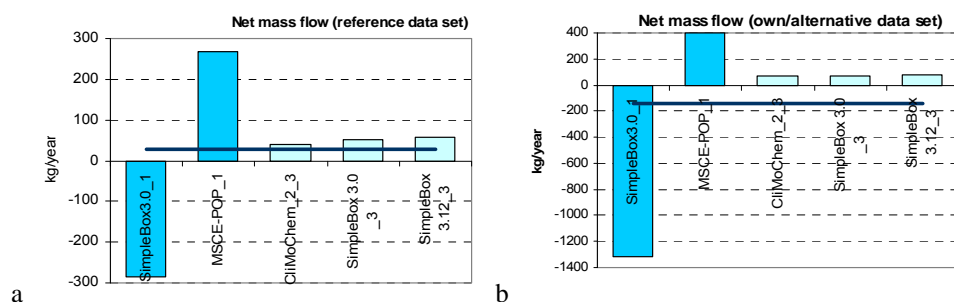 Net mass flow (reference data set)
300
200
100
0
-100
-200
-300
kg/year
SimpleBox3.0_1
MSCE-POP_1
CliMoChem_2_3
SimpleBox 3.0
_3
SimpleBox
3.12_3
a
Net mass flow (own/alternative data set)
400
200
0
-200
-400
-600
-800
-1000
-1200
-1400
kg/year
SimpleBox3.0_1
MSCE-POP_1
CliMoChem_2_3
SimpleBox 3.0
_3
SimpleBox
3.12_3
b